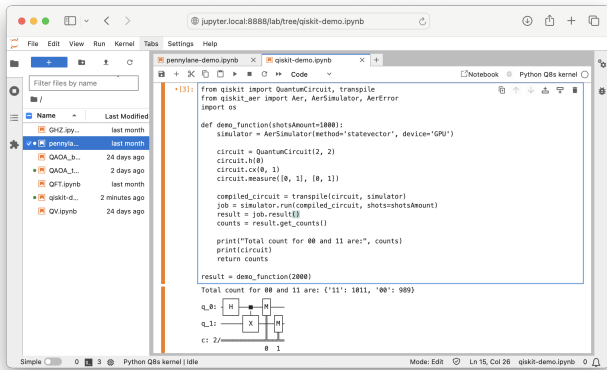 jupyter.local:8888/lab/tree/qiskit-demo.ipynb
File Edit View Run Kernel Tabs Settings Help
Filter files by name
/
Name Last Modified
GHZ.ipy... last month
pennyla... last month
QAOA_b... 24 days ago
QAOA_t... 2 days ago
QFT.ipynb last month
qiskit-d... 2 minutes ago
QV.ipynb 24 days ago
pennylane-demo.ipynb × qiskit-demo.ipynb × +
Code Notebook Python Q8s kernel
[3]: from qiskit import QuantumCircuit, transpile
from qiskit_aer import Aer, AerSimulator, AerError
import os
def demo_function(shotsAmount=1000):
simulator = AerSimulator(method='statevector', device='GPU')
circuit = QuantumCircuit(2, 2)
circuit.h(0)
circuit.cx(0, 1)
circuit.measure([0, 1], [0, 1])
compiled_circuit = transpile(circuit, simulator)
job = simulator.run(compiled_circuit, shots=shotsAmount)
result = job.result()
counts = result.get_counts()
print("Total count for 00 and 11 are:", counts)
print(circuit)
return counts
result = demo_function(2000)
Total count for 00 and 11 are: {'11': 1011, '00': 989}
q_0: H M
q_1: X M
c: 2/
0 1
Simple 0 3 Python Q8s kernel | Idle Mode: Edit Ln 15, Col 26 qiskit-demo.ipynb 0